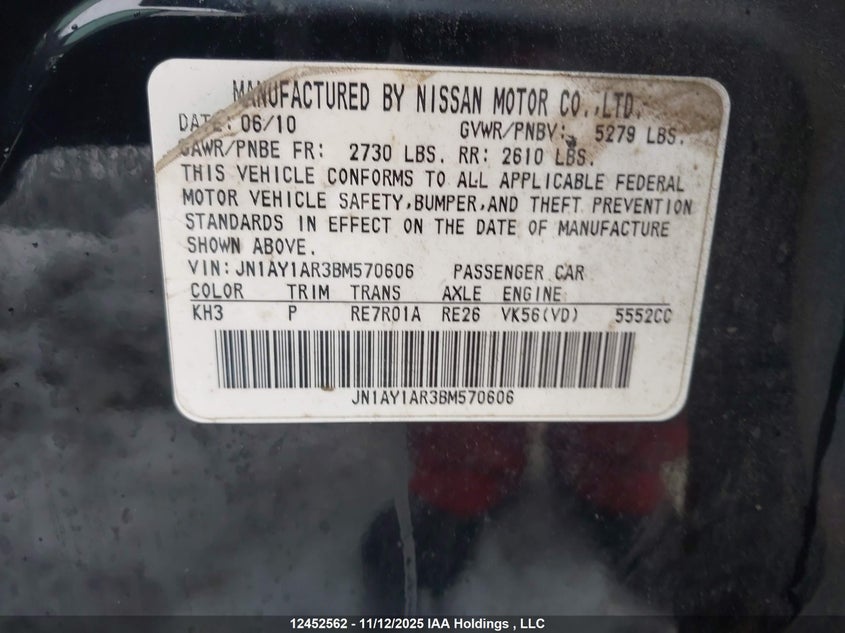 MANUFACTURED BY NISSAN MOTOR CO.,LTD.
DATE: 06/10 GVWR/PNBV: 5279 LBS.
GAWR/PNBE FR: 2730 LBS. RR: 2610 LBS.
THIS VEHICLE CONFORMS TO ALL APPLICABLE FEDERAL
MOTOR VEHICLE SAFETY,BUMPER,AND THEFT PREVENTION
STANDARDS IN EFFECT ON THE DATE OF MANUFACTURE
SHOWN ABOVE.
VIN:JN1AY1AR3BM570606 PASSENGER CAR
COLOR TRIM TRANS AXLE ENGINE
KH3 P RE7R01A RE26 VK56(VD) 5552CC
JN1AY1AR3BM570606
12452562 - 11/12/2025 IAA Holdings , LLC